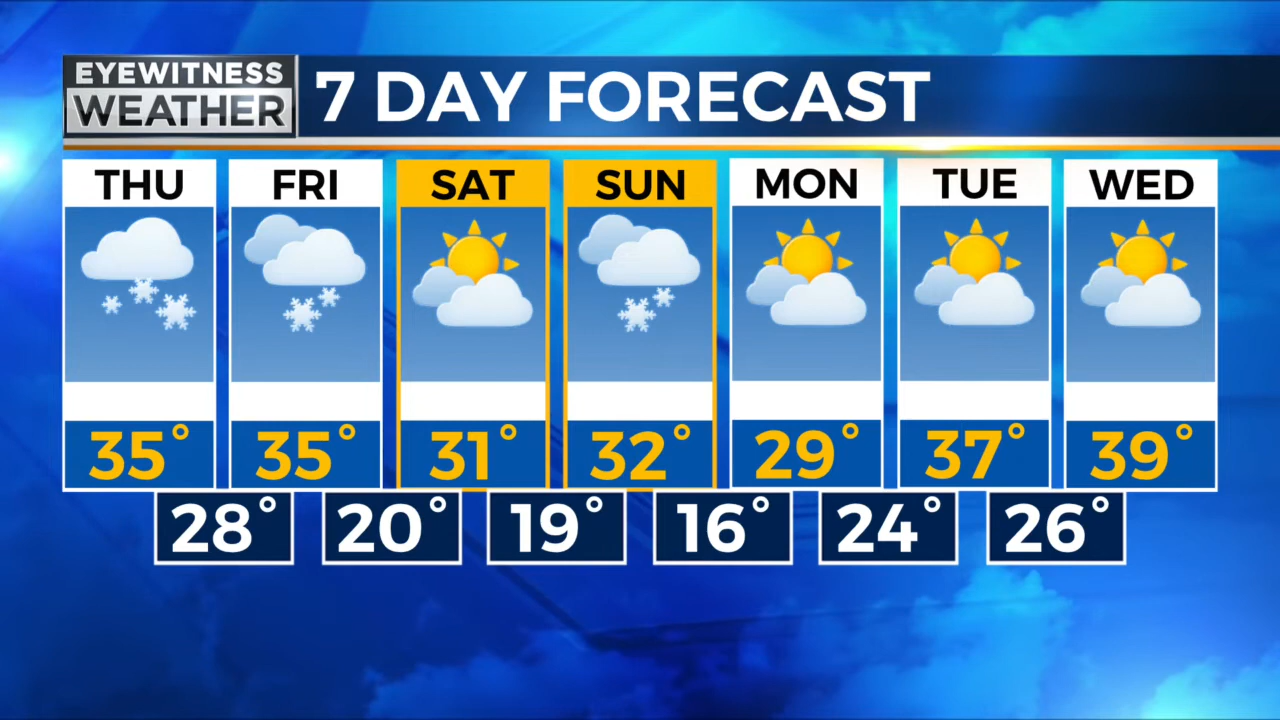 EYEWITNESS
WEATHER
7 DAY FORECAST
THU FRI SAT SUN MON TUE WED
35° 35° 31° 32° 29° 37° 39°
28° 20° 19° 16° 24° 26°